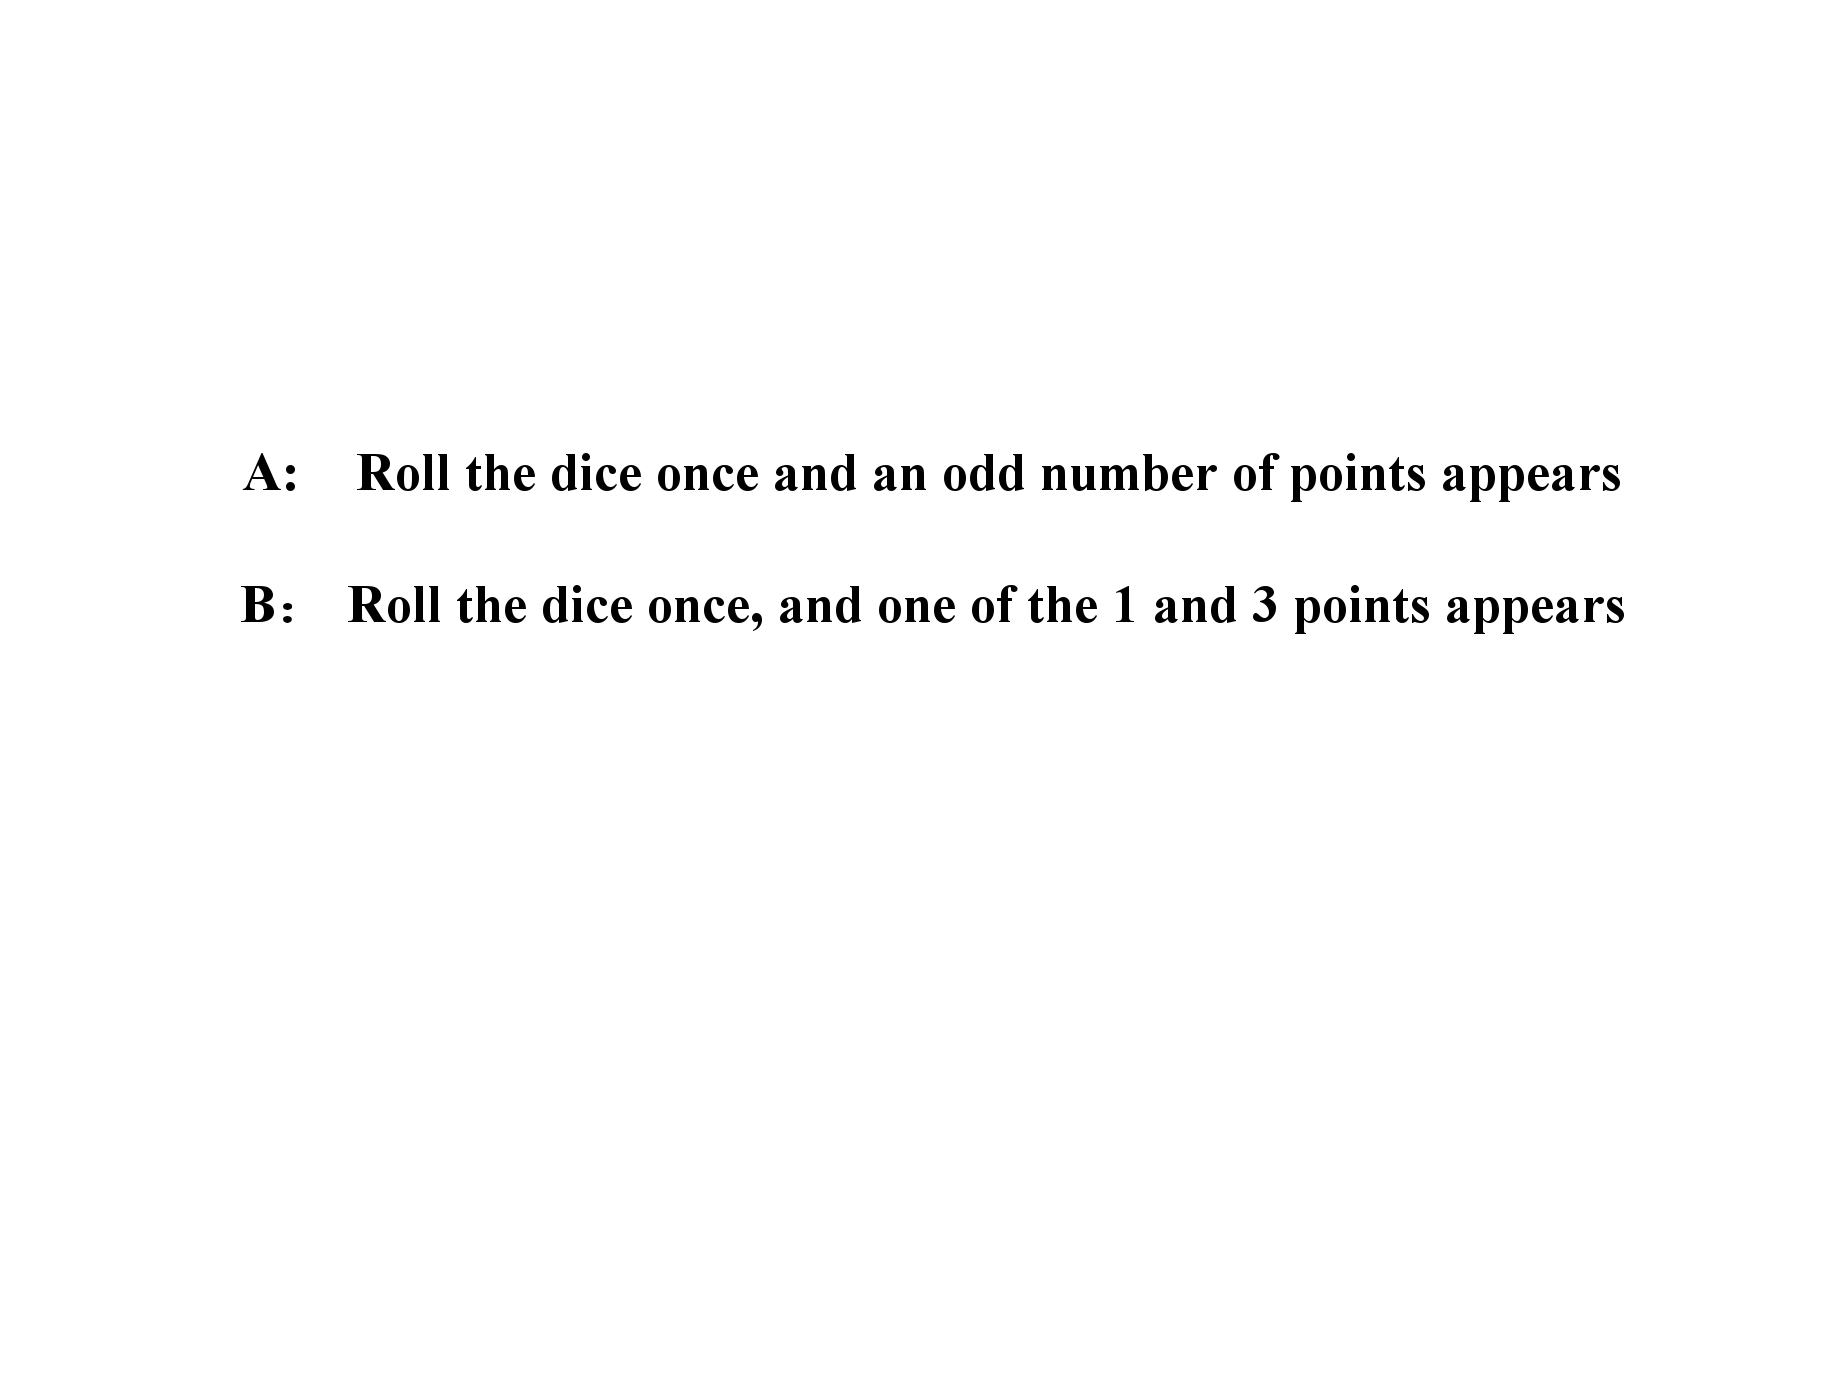 A: Roll the dice once and an odd number of points appears
B： Roll the dice once, and one of the 1 and 3 points appears